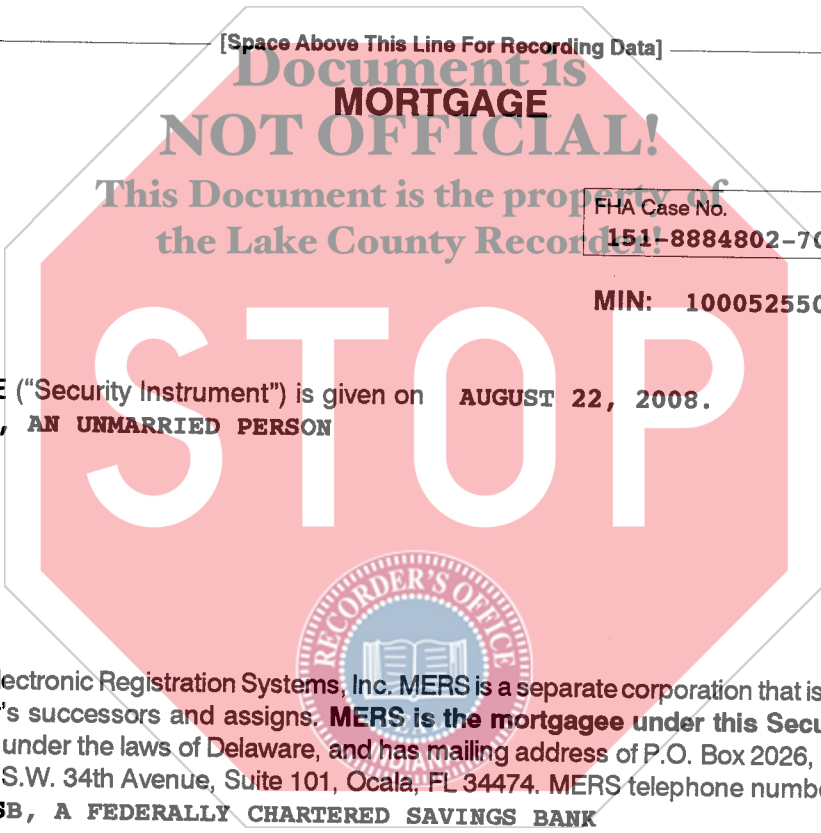 [Space Above This Line For Recording Data]
Document is
MORTGAGE
NOT OFFICIAL!
This Document is the property of
the Lake County Recorder!
FHA Case No.
151-8884802-70
MIN: 100052550
STOP
E ("Security Instrument") is given on AUGUST 22, 2008.
, AN UNMARRIED PERSON
RECORDER'S OFFICE
lectronic Registration Systems, Inc. MERS is a separate corporation that is
's successors and assigns. MERS is the mortgagee under this Secu
under the laws of Delaware, and has mailing address of P.O. Box 2026,
S.W. 34th Avenue, Suite 101, Ocala, FL 34474. MERS telephone numbe
SB, A FEDERALLY CHARTERED SAVINGS BANK